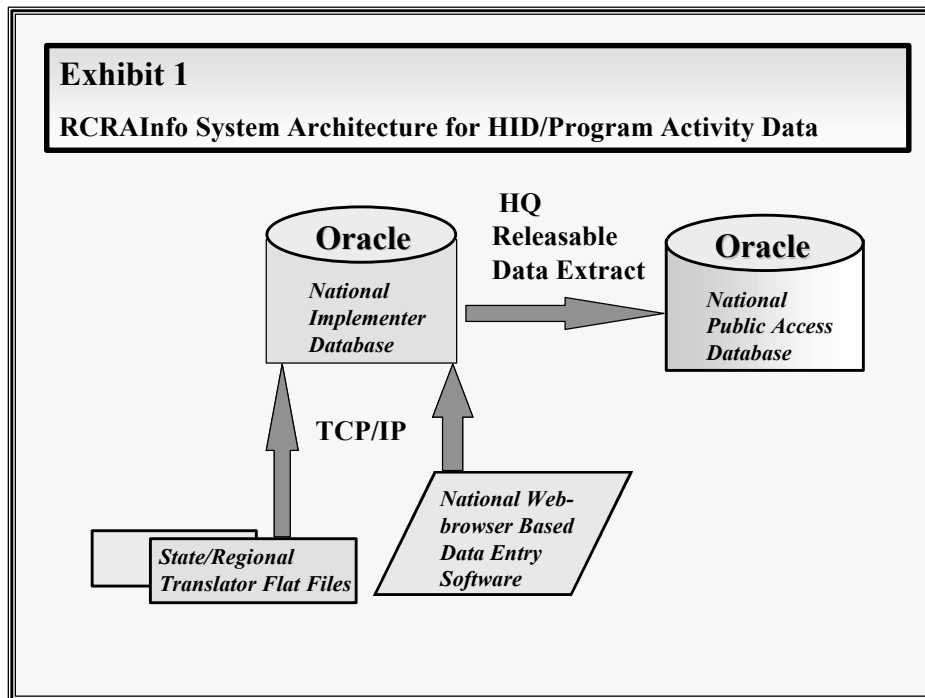 Exhibit 1
RCRAInfo System Architecture for HID/Program Activity Data
HQ
Releasable
Data Extract
Oracle
National
Implementer
Database
Oracle
National
Public Access
Database
TCP/IP
State/Regional
Translator Flat Files
National Web-
browser Based
Data Entry
Software